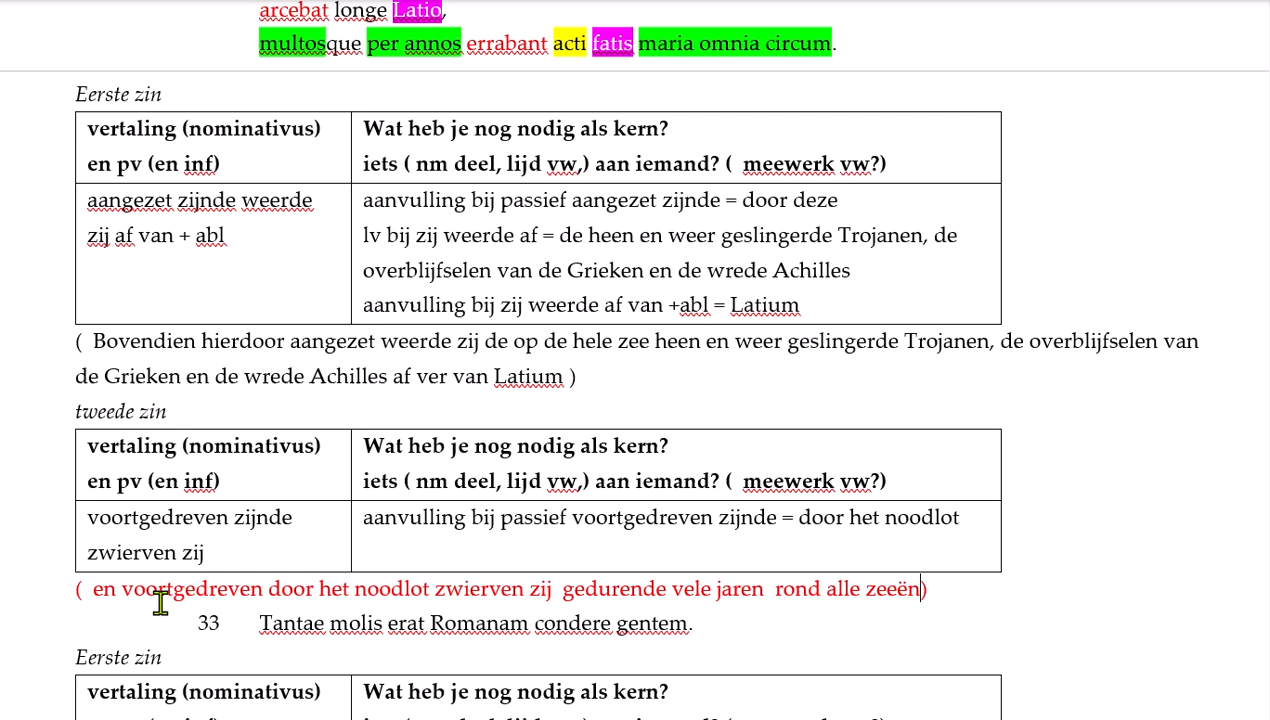 arcebat longe Latio,
multosque per annos errabant acti fatis maria omnia circum.
Eerste zin
vertaling (nominativus) Wat heb je nog nodig als kern?
en pv (en inf) iets ( nm deel, lijd vw,) aan iemand? ( meewerk vw?)
aangezet zijnde weerde aanvulling bij passief aangezet zijnde = door deze
zij af van + abl lv bij zij weerde af = de heen en weer geslingerde Trojanen, de
overblijfselen van de Grieken en de wrede Achilles
aanvulling bij zij weerde af van +abl = Latium
( Bovendien hierdoor aangezet weerde zij de op de hele zee heen en weer geslingerde Trojanen, de overblijfselen van
de Grieken en de wrede Achilles af ver van Latium )
tweede zin
vertaling (nominativus) Wat heb je nog nodig als kern?
en pv (en inf) iets ( nm deel, lijd vw,) aan iemand? ( meewerk vw?)
voortgedreven zijnde aanvulling bij passief voortgedreven zijnde = door het noodlot
zwierven zij
( en voortgedreven door het noodlot zwierven zij gedurende vele jaren rond alle zeeën)
33 Tantae molis erat Romanam condere gentem.
Eerste zin
vertaling (nominativus) Wat heb je nog nodig als kern?